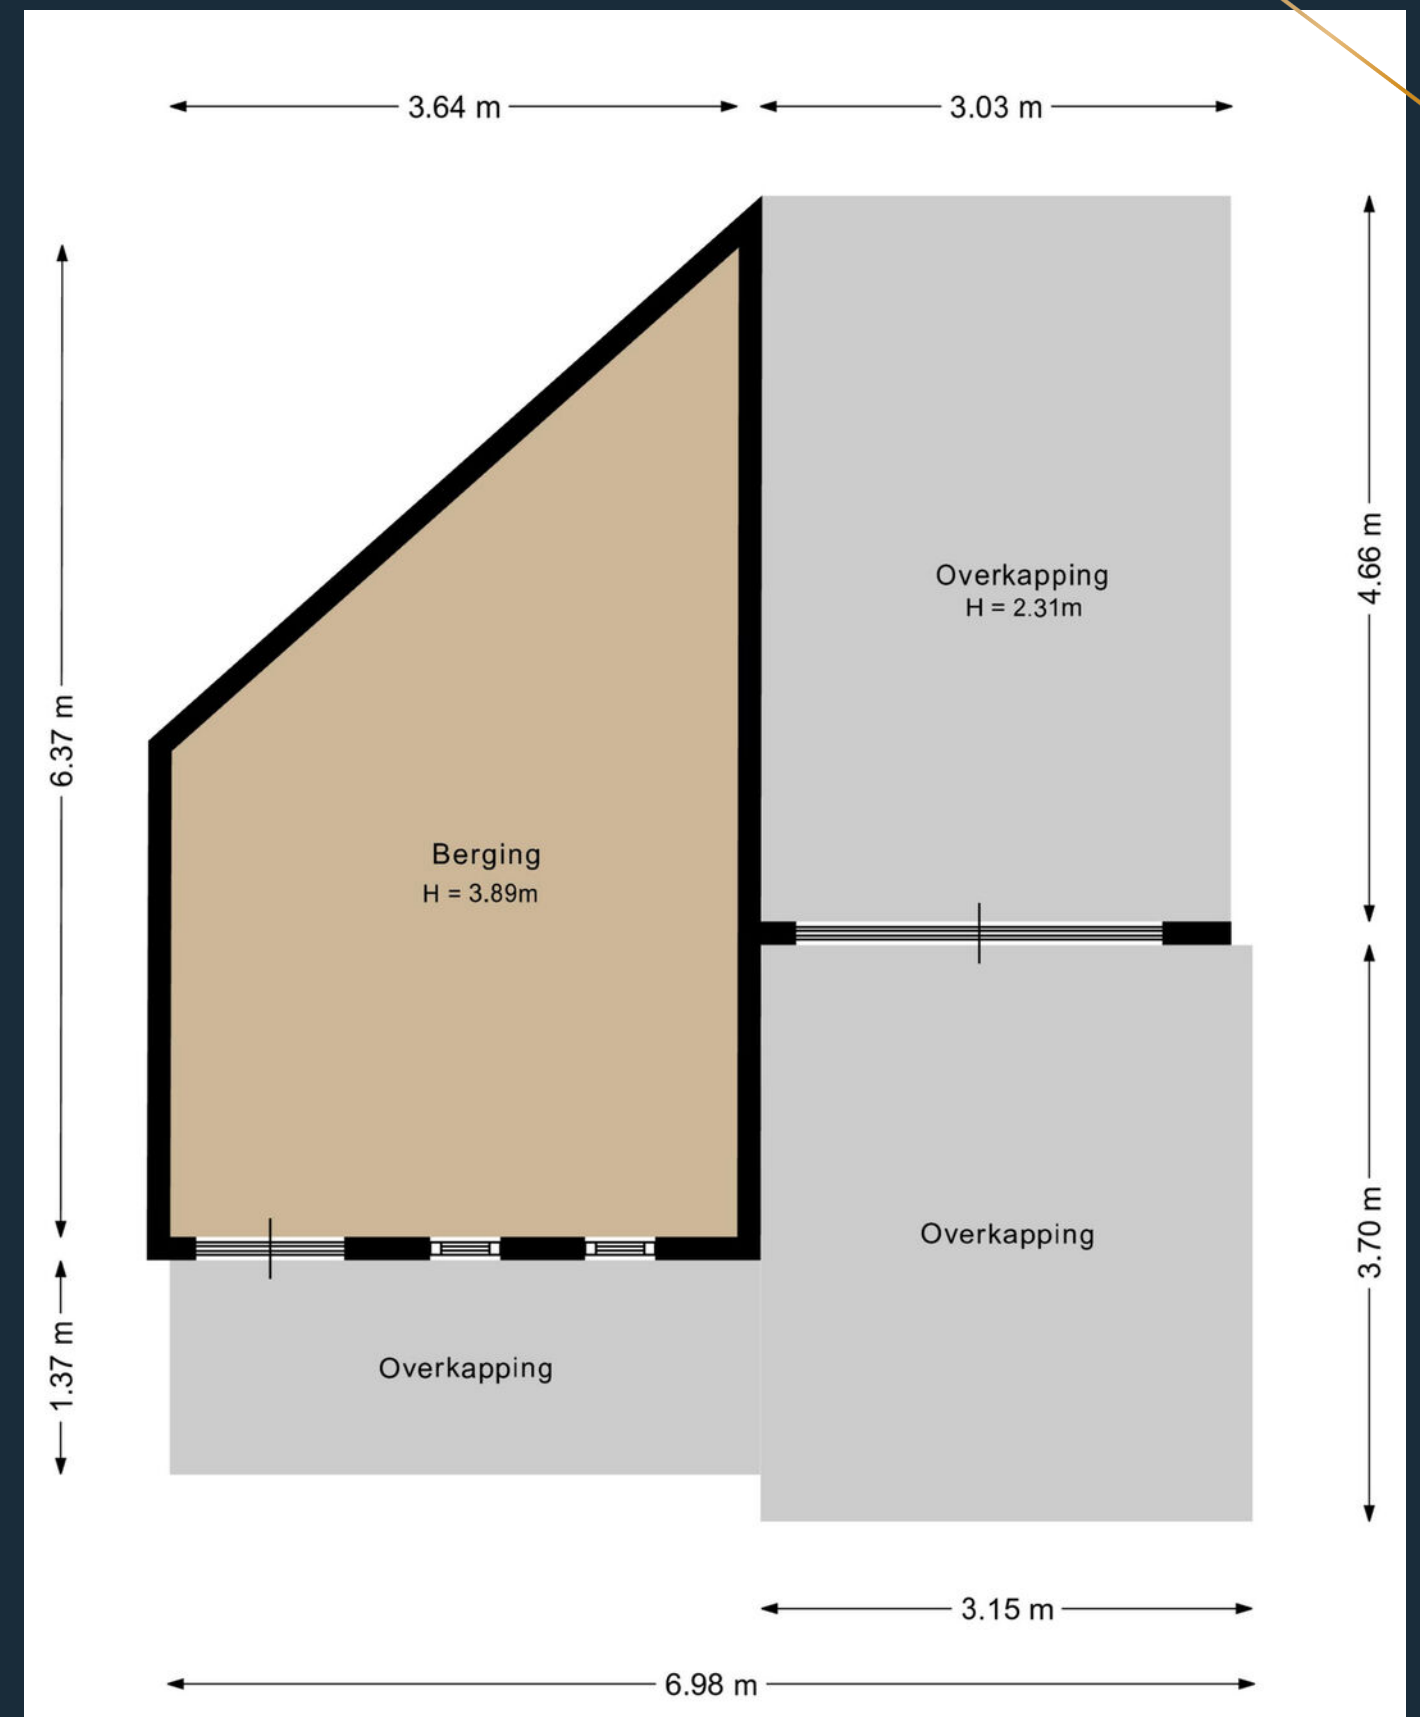 3.64 m
3.03 m
6.37 m
4.66 m
Overkapping
H = 2.31m
Berging
H = 3.89m
3.70 m
Overkapping
1.37 m
Overkapping
3.15 m
6.98 m